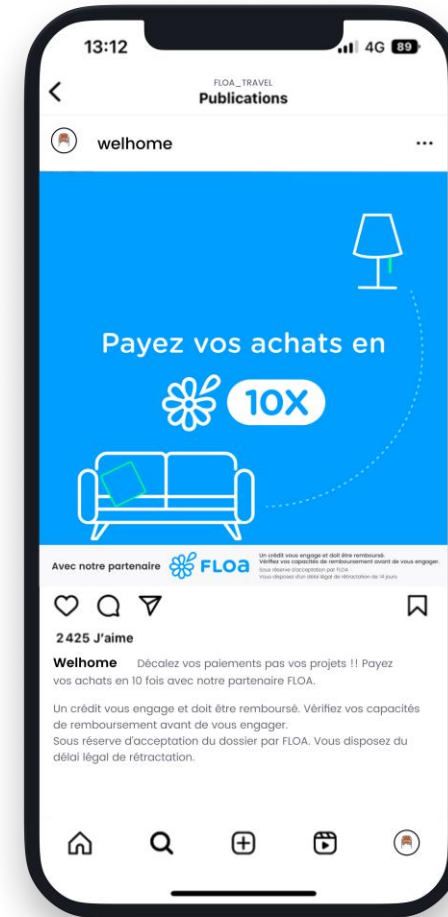 13:12
4G 89
FLOA_TRAVEL
Publications
welhome
Payez vos achats en
10X
Avec notre partenaire FLOa
Un crédit vous engage et doit être remboursé.
Vérifiez vos capacités de remboursement avant de vous engager.
Sous réserve d'acceptation par FLOA
Vous disposez d'un délai légal de rétractation de 14 jours
2425 J'aime
Welhome Décalez vos paiements pas vos projets !! Payez
vos achats en 10 fois avec notre partenaire FLOA.
Un crédit vous engage et doit être remboursé. Vérifiez vos capacités
de remboursement avant de vous engager.
Sous réserve d'acceptation du dossier par FLOA. Vous disposez du
délai légal de rétractation.